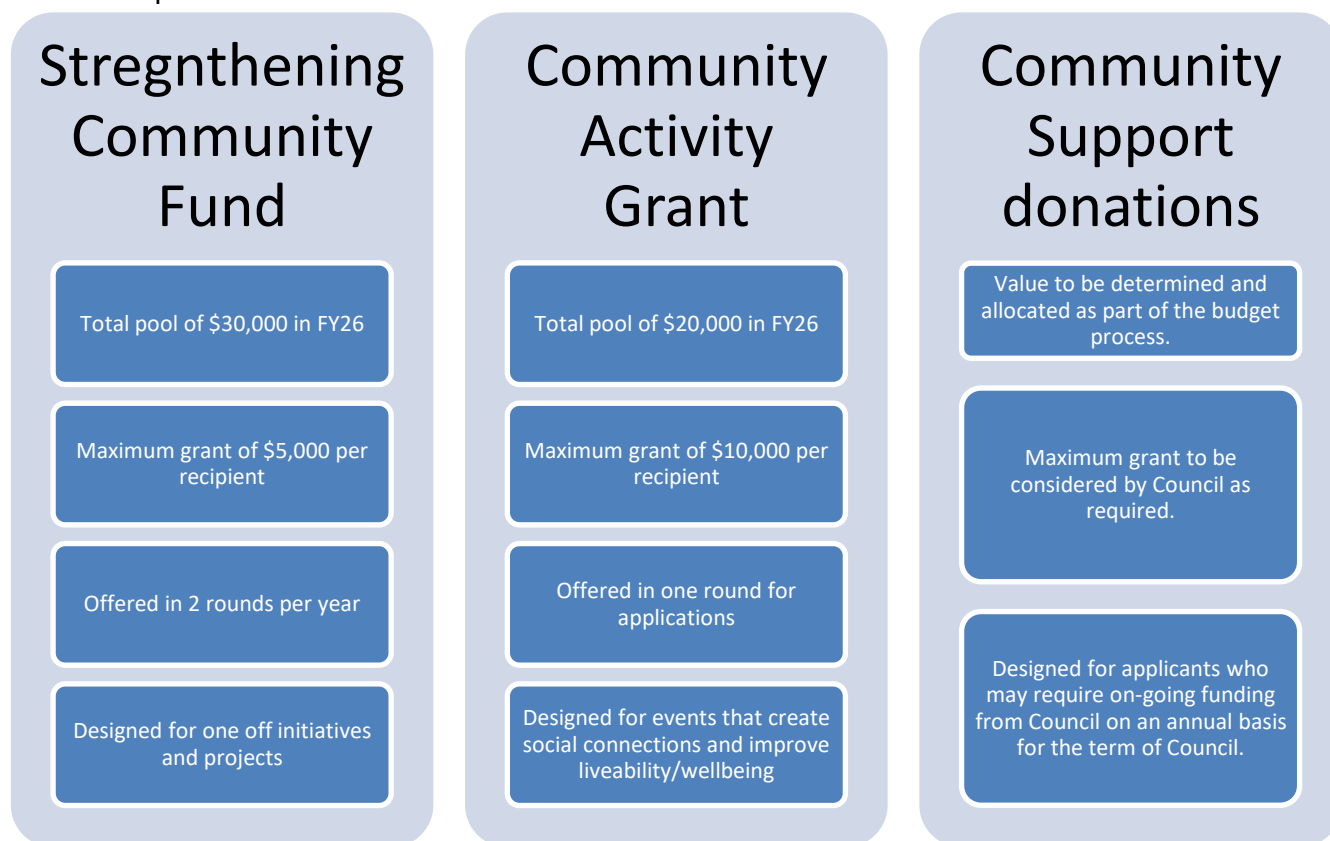 Stregnthening
Community
Fund
Total pool of $30,000 in FY26
Maximum grant of $5,000 per
recipient
Offered in 2 rounds per year
Designed for one off initiatives
and projects
Community
Activity
Grant
Total pool of $20,000 in FY26
Maximum grant of $10,000 per
recipient
Offered in one round for
applications
Designed for events that create
social connections and improve
liveability/wellbeing
Community
Support
donations
Value to be determined and
allocated as part of the budget
process.
Maximum grant to be
considered by Council as
required.
Designed for applicants who
may require on-going funding
from Council on an annual basis
for the term of Council.